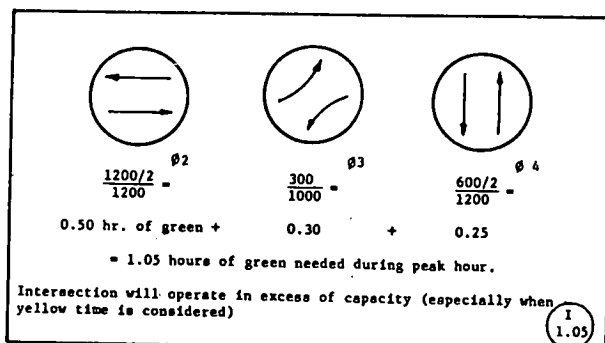 ø2 ø3 ø 4
1200/2 = 300 = 600/2 =
1200 1000 1200
0.50 hr. of green + 0.30 + 0.25
= 1.05 hours of green needed during peak hour.
Intersection will operate in excess of capacity (especially when
yellow time is considered)
I
1.05